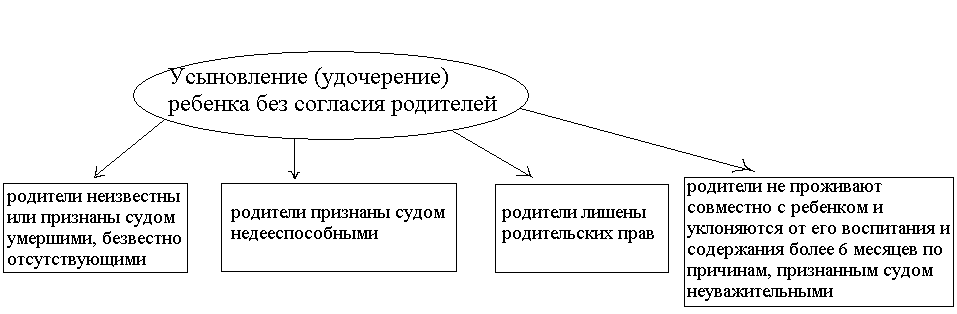 Усыновление (удочерение)
ребенка без согласия родителей
родители неизвестны
или признаны судом
умершими, безвестно
отсутствующими
родители признаны судом
недееспособными
родители лишены
родительских прав
родители не проживают
совместно с ребенком и
уклоняются от его воспитания и
содержания более 6 месяцев по
причинам, признанным судом
неуважительными